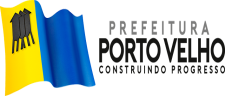 PREFEITURA
PORTO VELHO
CONSTRUINDO PROGRESSO